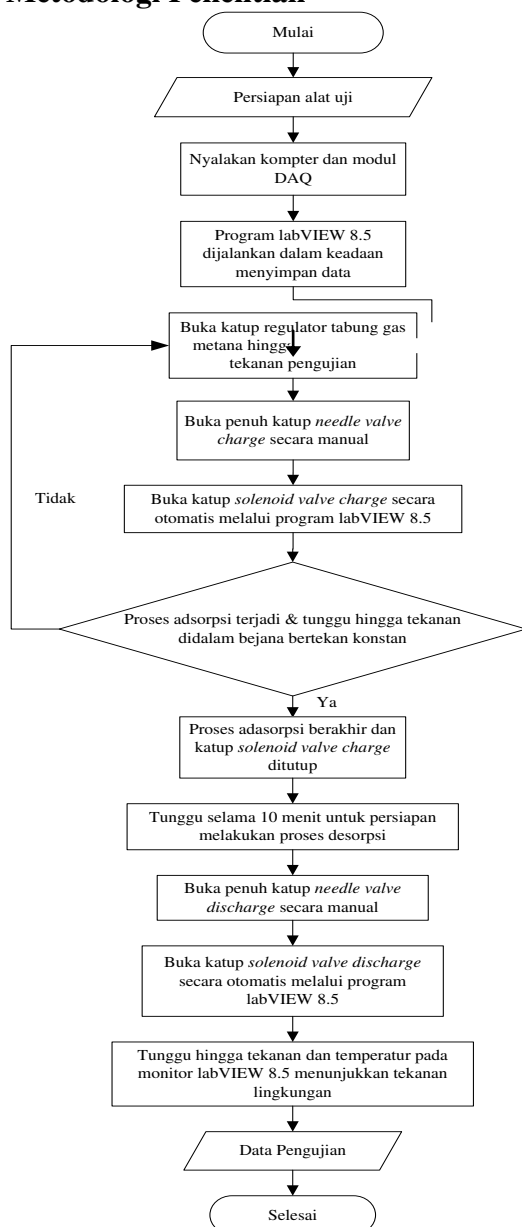 Metodologi Penelitian
Mulai
Persiapan alat uji
Nyalakan kompter dan modul
DAQ
Program labVIEW 8.5
dijalankan dalam keadaan
menyimpan data
Buka katup regulator tabung gas
metana hingg
tekanan pengujian
Buka penuh katup needle valve
charge secara manual
Tidak
Buka katup solenoid valve charge secara
otomatis melalui program labVIEW 8.5
Proses adsorpsi terjadi & tunggu hingga tekanan
didalam bejana bertekan konstan
Ya
Proses adasorpsi berakhir dan
katup solenoid valve charge
ditutup
Tunggu selama 10 menit untuk persiapan
melakukan proses desorpsi
Buka penuh katup needle valve
discharge secara manual
Buka katup solenoid valve discharge
secara otomatis melalui program
labVIEW 8.5
Tunggu hingga tekanan dan temperatur pada
monitor labVIEW 8.5 menunjukkan tekanan
lingkungan
Data Pengujian
Selesai